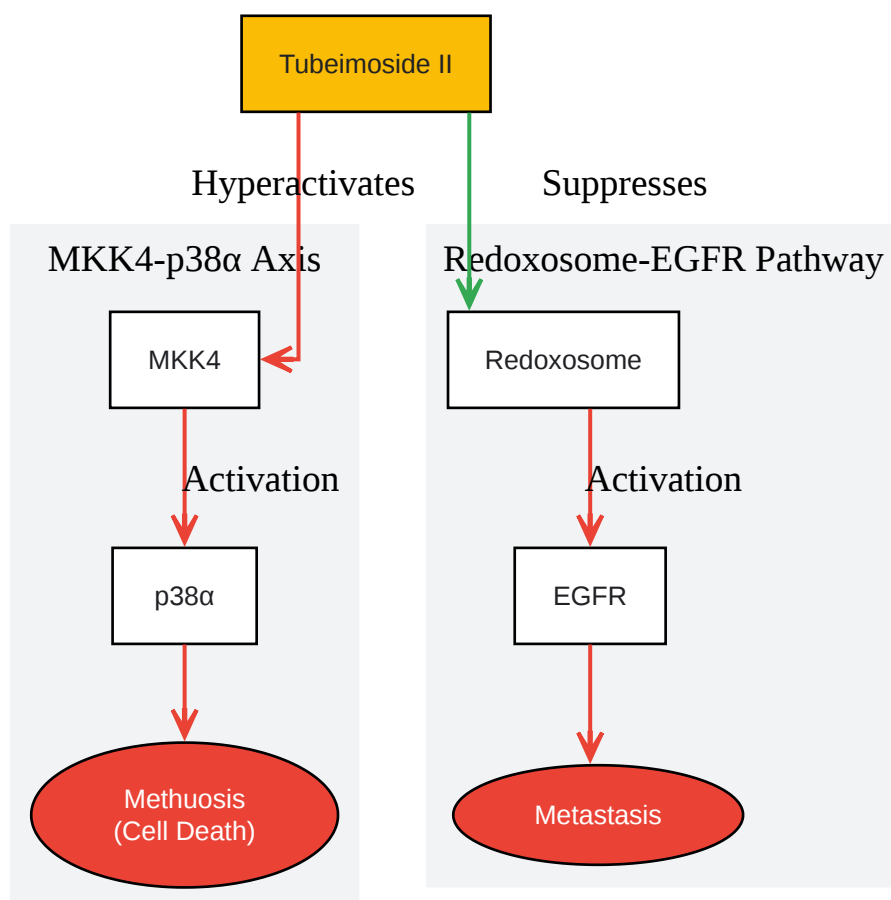 Tubeimoside II
Hyperactivates
Suppresses
MKK4-p38α Axis
Redoxosome-EGFR Pathway
MKK4
Redoxosome
Activation
Activation
p38α
EGFR
Methuosis
(Cell Death)
Metastasis